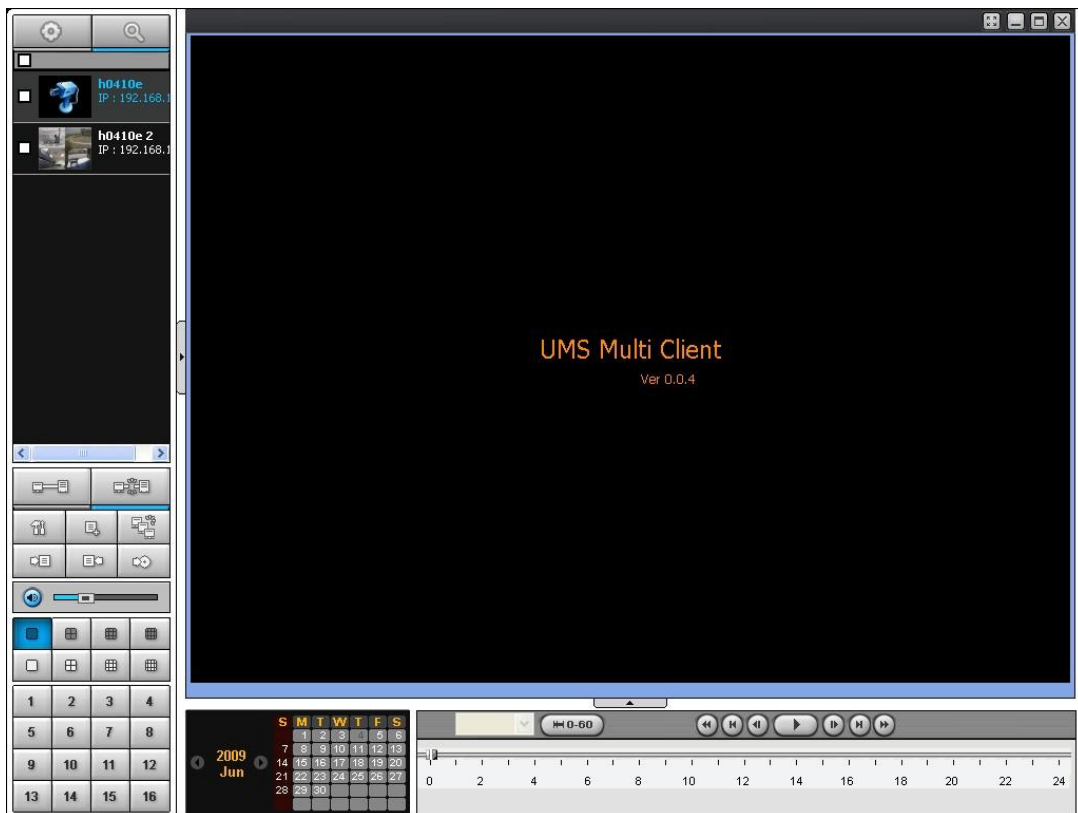 h0410e
IP : 192.168.1
h0410e 2
IP : 192.168.1
UMS Multi Client
Ver 0.0.4
1 2 3 4
5 6 7 8
9 10 11 12
13 14 15 16
2009
Jun
S M T W T F S
1 2 3 4 5 6
7 8 9 10 11 12 13
14 15 16 17 18 19 20
21 22 23 24 25 26 27
28 29 30
0-60
0 2 4 6 8 10 12 14 16 18 20 22 24